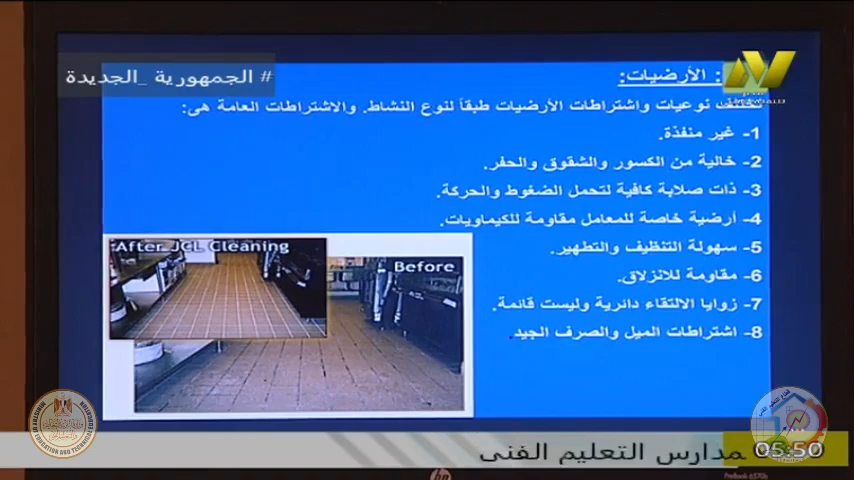 # الجمهورية _الجديدة
: الأرضيات:
تختلف نوعيات واشتراطات الأرضيات طبقاً لنوع النشاط. والاشتراطات العامة هى:
1- غير منفذة.
2- خالية من الكسور والشقوق والحفر.
3- ذات صلابة كافية لتحمل الضغوط والحركة.
4- أرضية خاصة للمعامل مقاومة للكيماويات.
5- سهولة التنظيف والتطهير.
6- مقاومة للانزلاق.
7- زوايا الالتقاء دائرية وليست قائمة.
8- اشتراطات الميل والصرف الجيد
After JCL Cleaning
Before
مدارس التعليم الفنى
05:50
hp